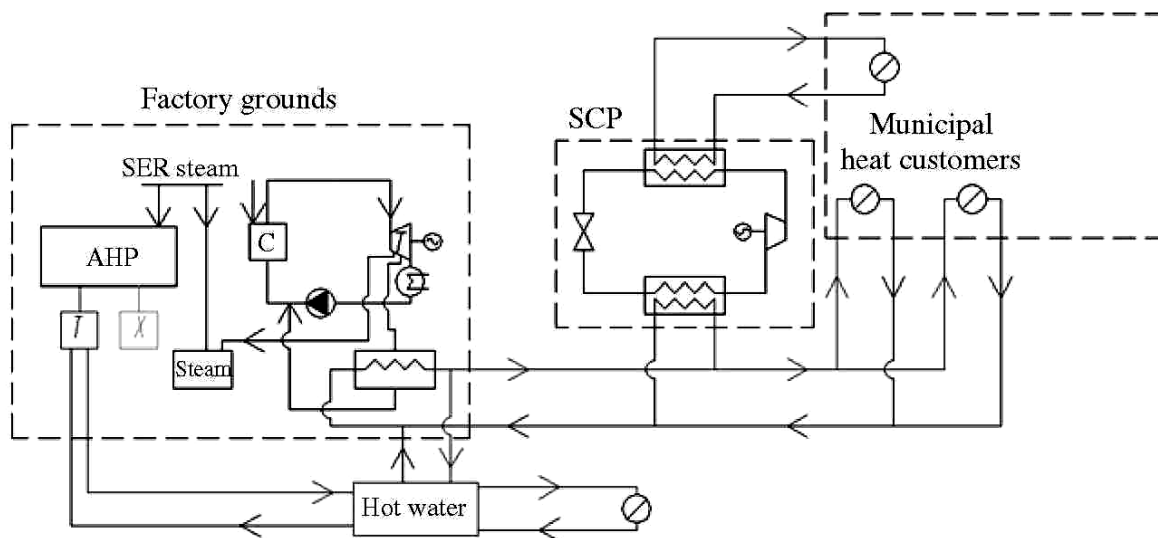 Factory grounds
SCP
Municipal
heat customers
SER steam
C
AHP
T
X
Steam
Hot water